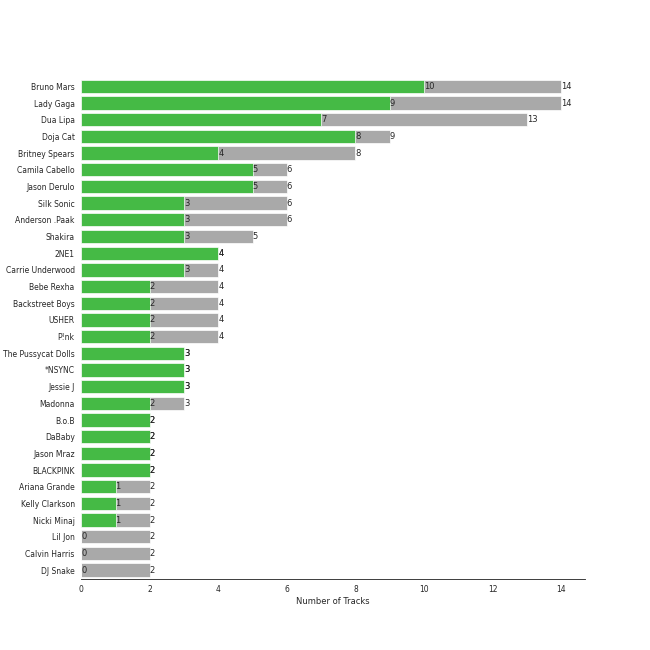 Bruno Mars 10 14
Lady Gaga 9 14
Dua Lipa 7 13
Doja Cat 8 9
Britney Spears 4 8
Camila Cabello 5 6
Jason Derulo 5 6
Silk Sonic 3 6
Anderson .Paak 3 6
Shakira 3 5
2NE1 4
Carrie Underwood 3 4
Bebe Rexha 2 4
Backstreet Boys 2 4
USHER 2 4
P!nk 2 4
The Pussycat Dolls 3
*NSYNC 3
Jessie J 3
Madonna 2 3
B.o.B 2
DaBaby 2
Jason Mraz 2
BLACKPINK 2
Ariana Grande 1 2
Kelly Clarkson 1 2
Nicki Minaj 1 2
Lil Jon 0 2
Calvin Harris 0 2
DJ Snake 0 2
0 2 4 6 8 10 12 14
Number of Tracks